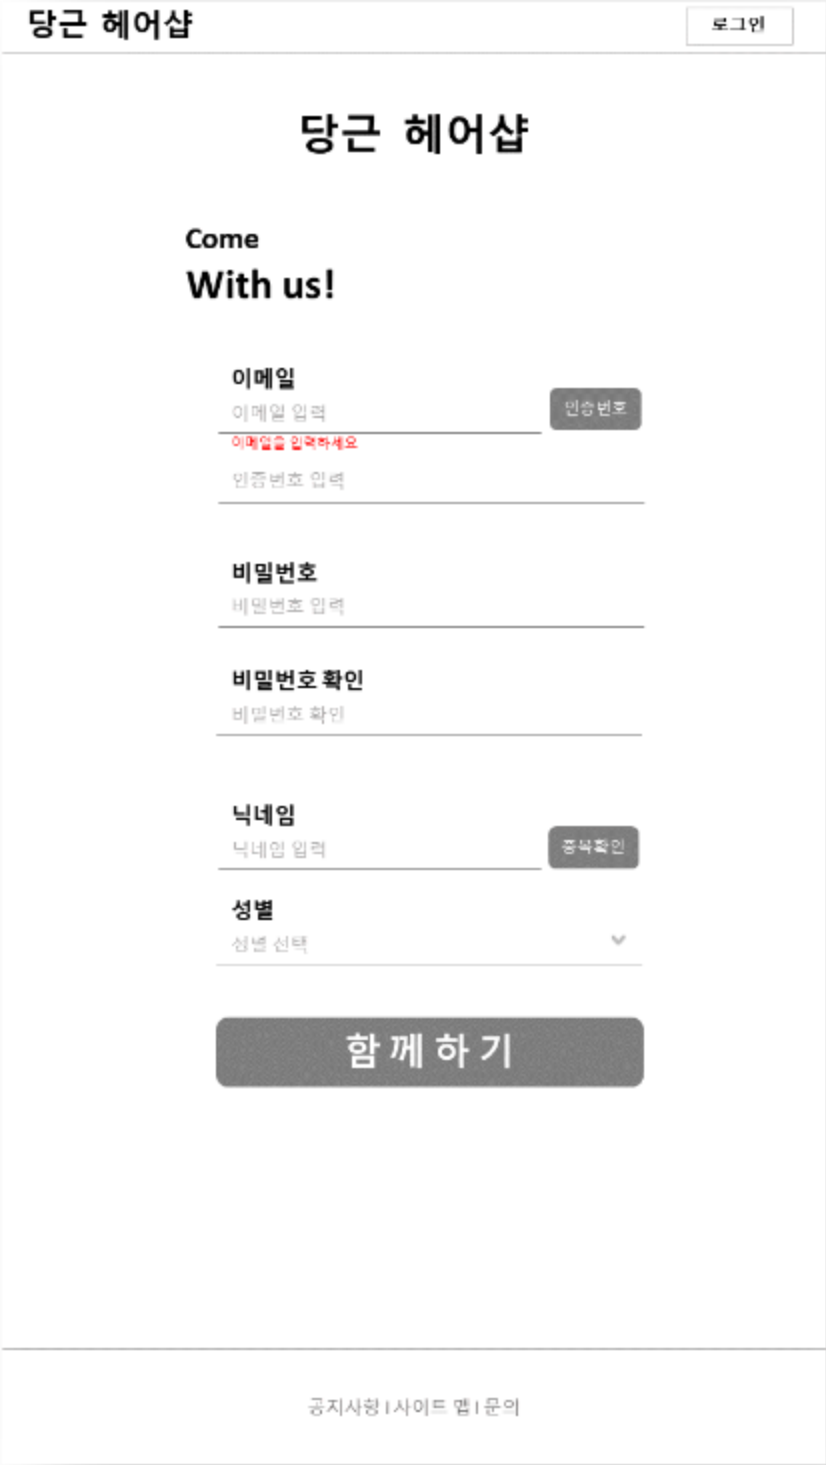 당근 헤어샵
로그인
당근 헤어샵
Come
With us!
이메일
이메일 입력
인증번호
이메일을 입력하세요
인증번호 입력
비밀번호
비밀번호 입력
비밀번호 확인
비밀번호 확인
닉네임
닉네임 입력
중복확인
성별
성별 선택
함께하기
공지사항 | 사이트 맵 | 문의